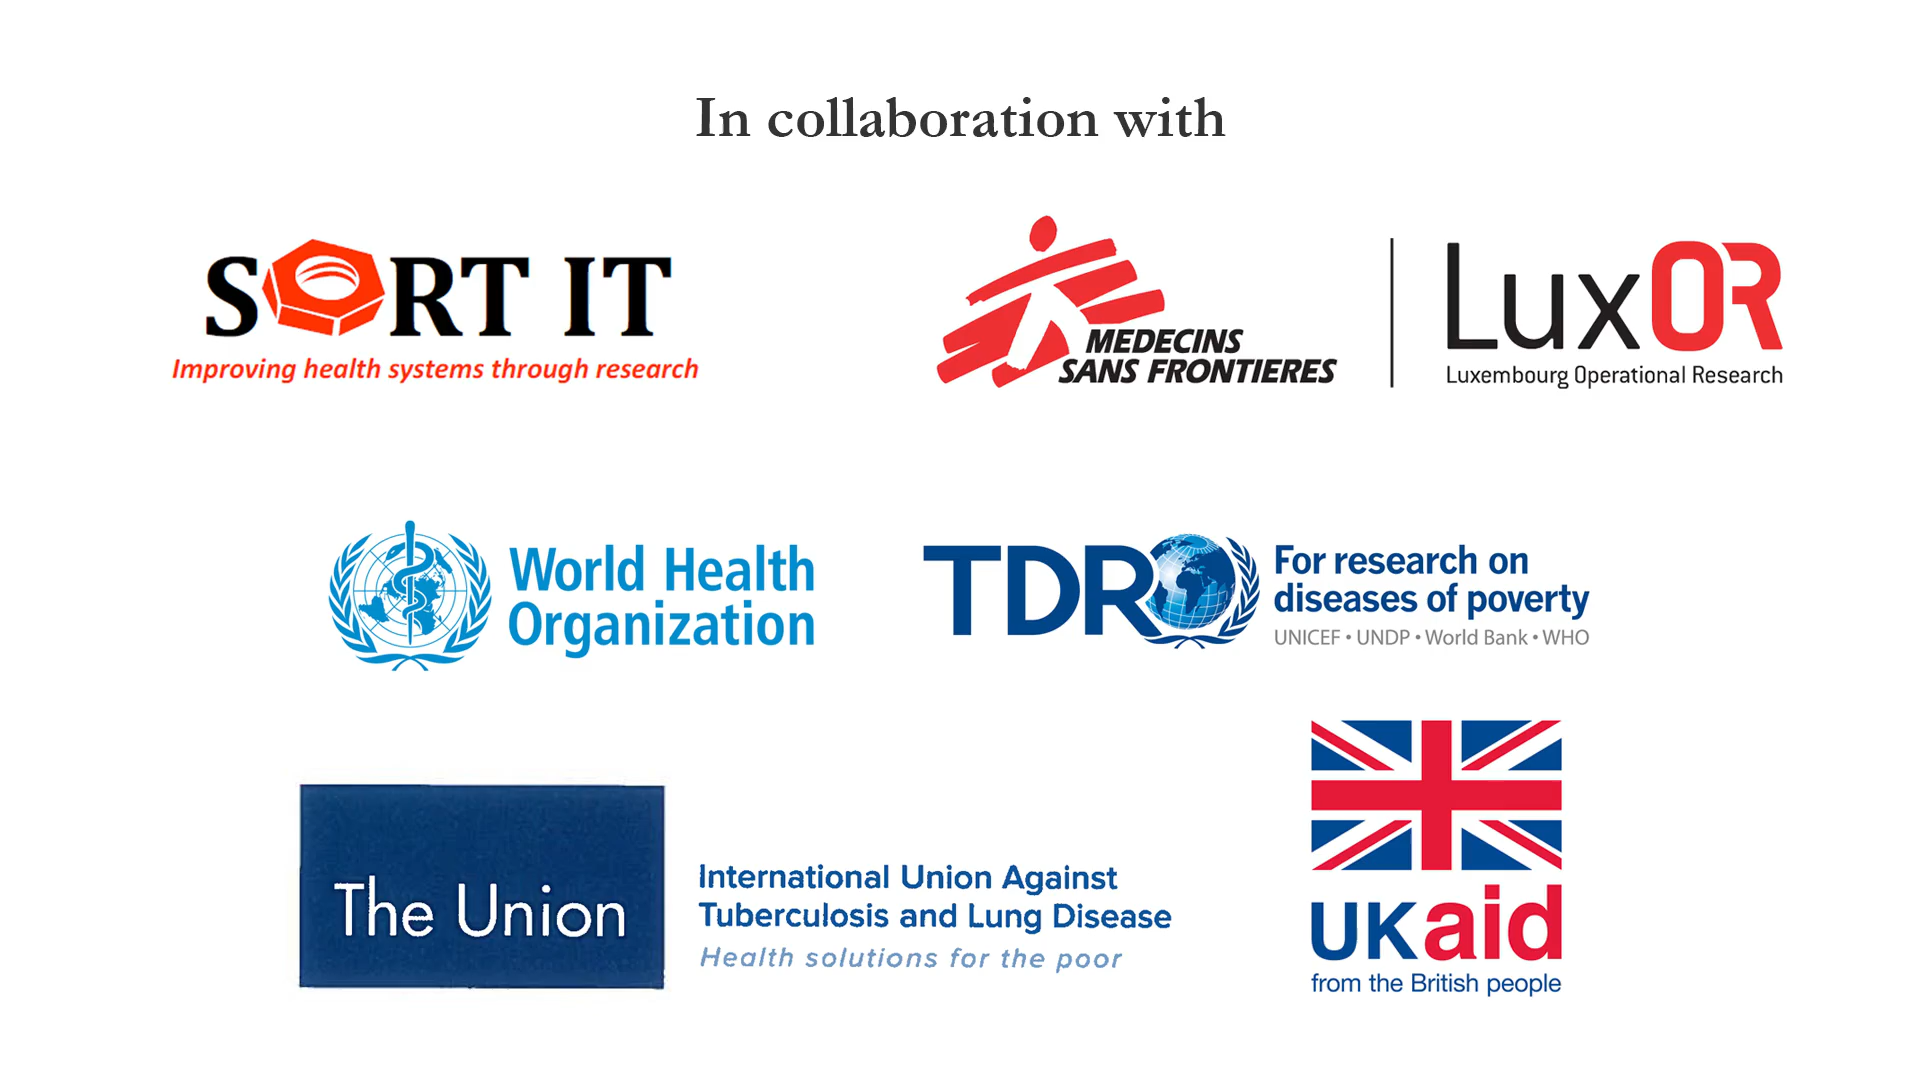 In collaboration with
SORT IT
Improving health systems through research
MEDECINS
SANS FRONTIERES
LuxOR
Luxembourg Operational Research
World Health
Organization
TDR
For research on
diseases of poverty
UNICEF • UNDP • World Bank • WHO
The Union
International Union Against
Tuberculosis and Lung Disease
Health solutions for the poor
UKaid
from the British people